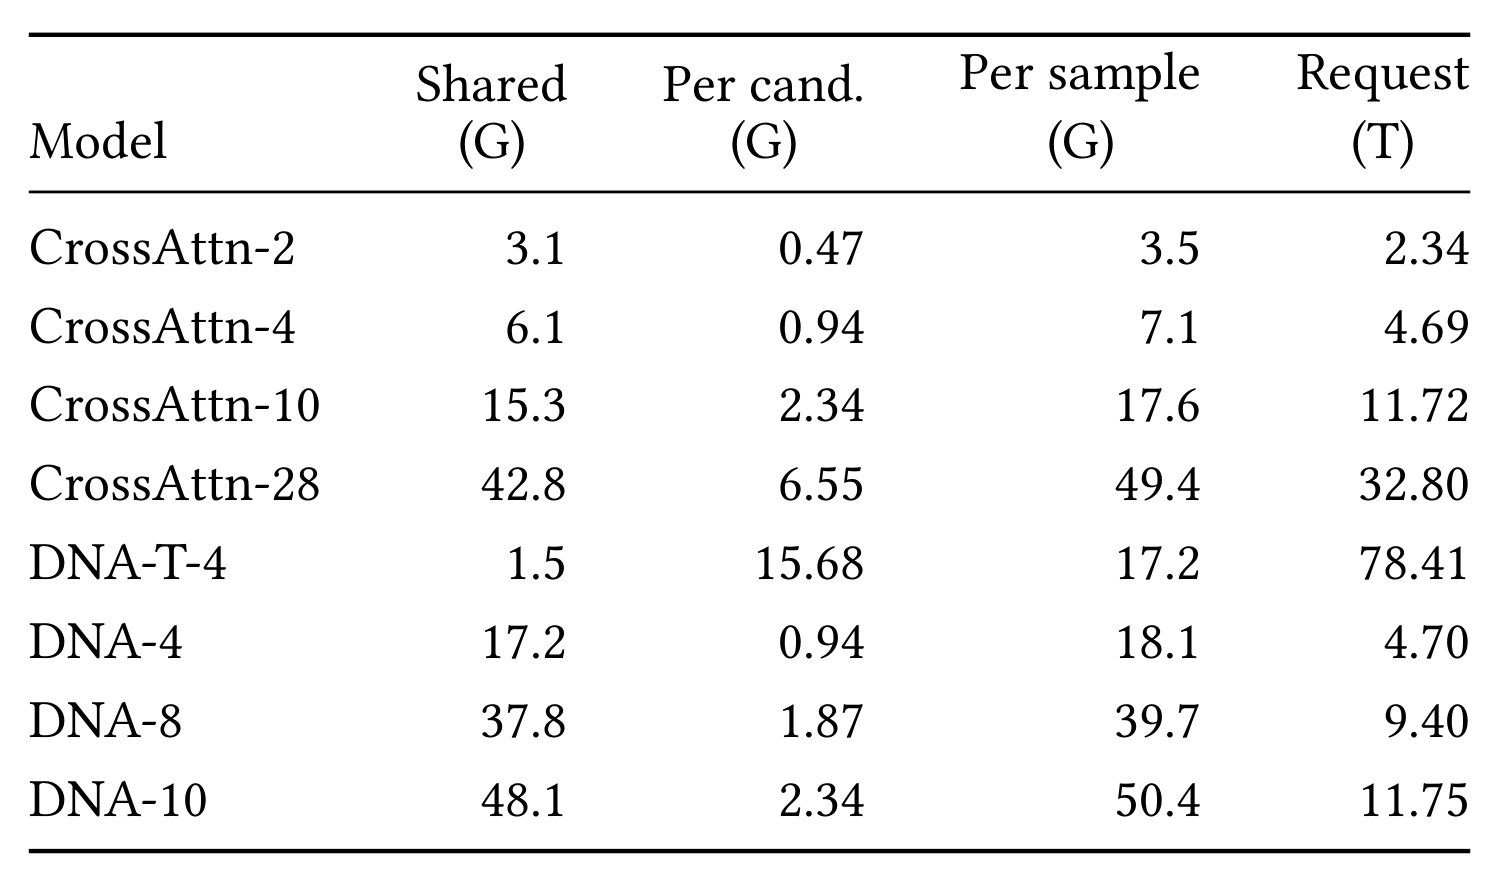 Model Shared (G) Per cand. (G) Per sample (G) Request (T)
CrossAttn-2 3.1 0.47 3.5 2.34
CrossAttn-4 6.1 0.94 7.1 4.69
CrossAttn-10 15.3 2.34 17.6 11.72
CrossAttn-28 42.8 6.55 49.4 32.80
DNA-T-4 1.5 15.68 17.2 78.41
DNA-4 17.2 0.94 18.1 4.70
DNA-8 37.8 1.87 39.7 9.40
DNA-10 48.1 2.34 50.4 11.75